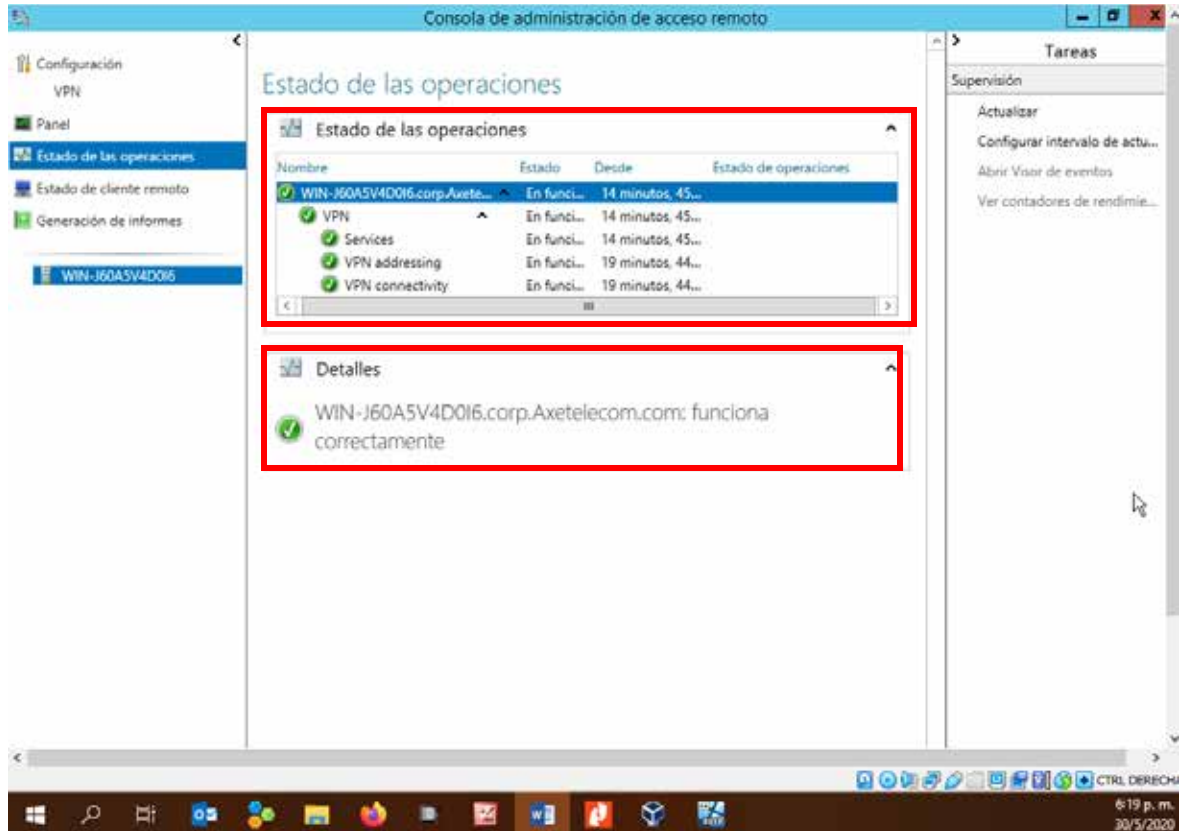 Consola de administración de acceso remoto
Configuración
VPN
Panel
Estado de las operaciones
Estado de cliente remoto
Generación de informes
WIN-J60A5V4D0I6
Estado de las operaciones
Estado de las operaciones
Nombre Estado Desde Estado de operaciones
WIN-J60A5V4D0I6.corp.Axete... En funci... 14 minutos, 45...
VPN En funci... 14 minutos, 45...
Services En funci... 14 minutos, 45...
VPN addressing En funci... 19 minutos, 44...
VPN connectivity En funci... 19 minutos, 44...
Detalles
WIN-J60A5V4D0I6.corp.Axetelecom.com: funciona
correctamente
Tareas
Supervisión
Actualizar
Configurar intervalo de actu...
Abrir Visor de eventos
Ver contadores de rendimie...
CTRL DERECHA
6:19 p. m.
30/5/2020